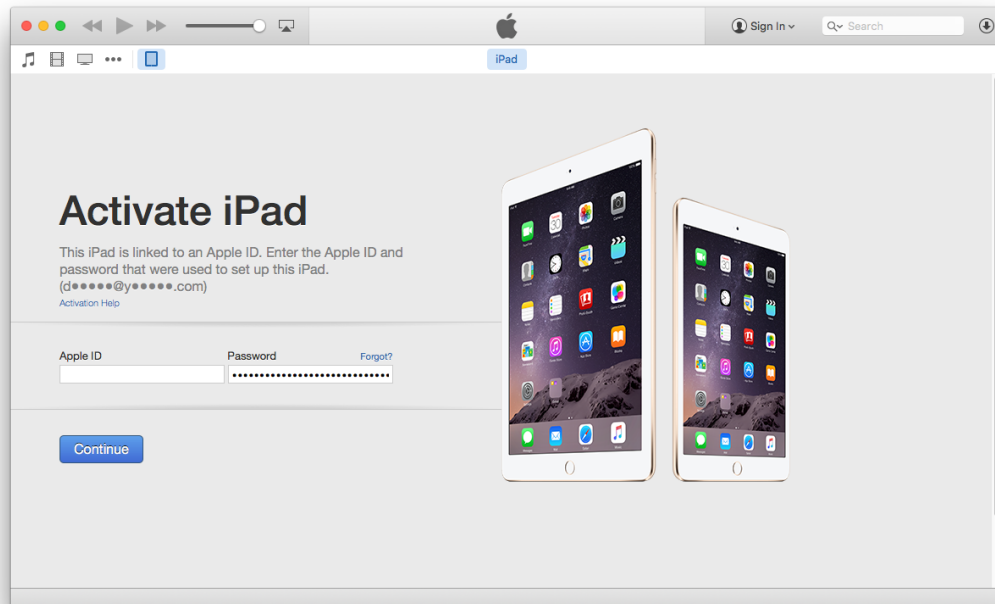 Sign In
Search
iPad
Activate iPad
This iPad is linked to an Apple ID. Enter the Apple ID and
password that were used to set up this iPad.
(d●●●●●@y●●●●●.com)
Activation Help
Apple ID
Password
Forgot?
Continue